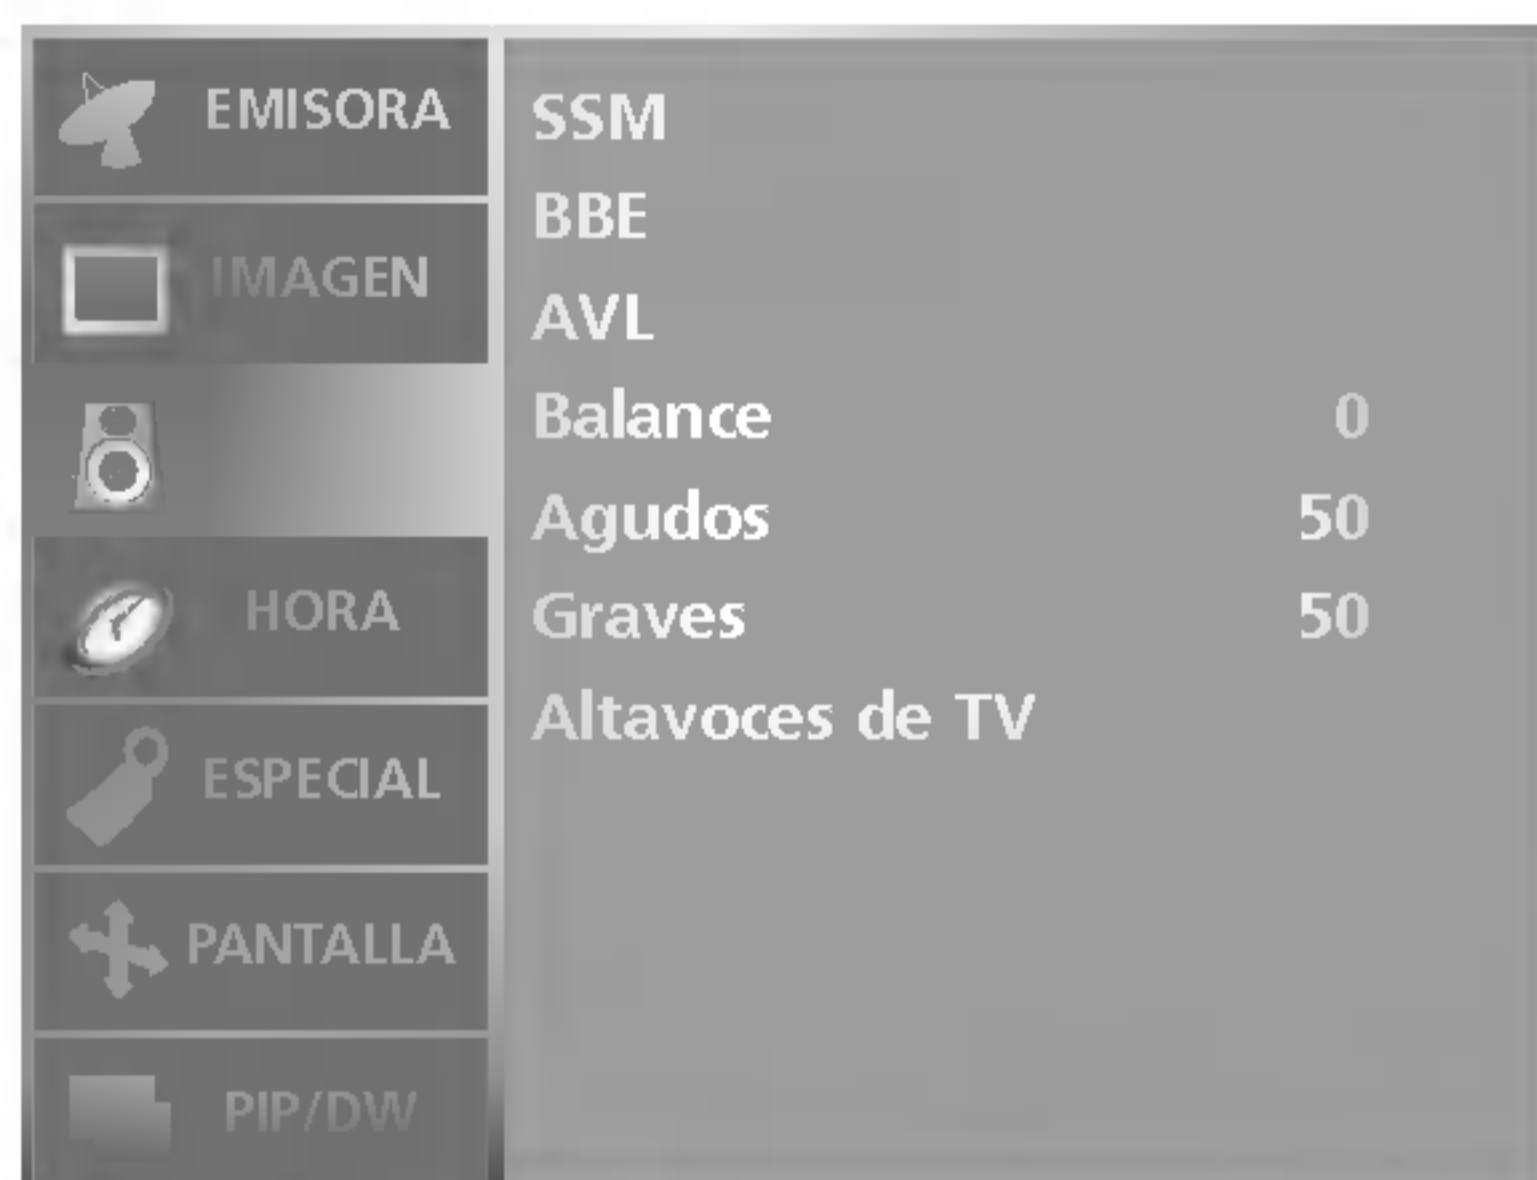 EMISORA
IMAGEN
HORA
ESPECIAL
PANTALLA
PIP/DW
SSM
BBE
AVL
Balance 0
Agudos 50
Graves 50
Altavoces de TV